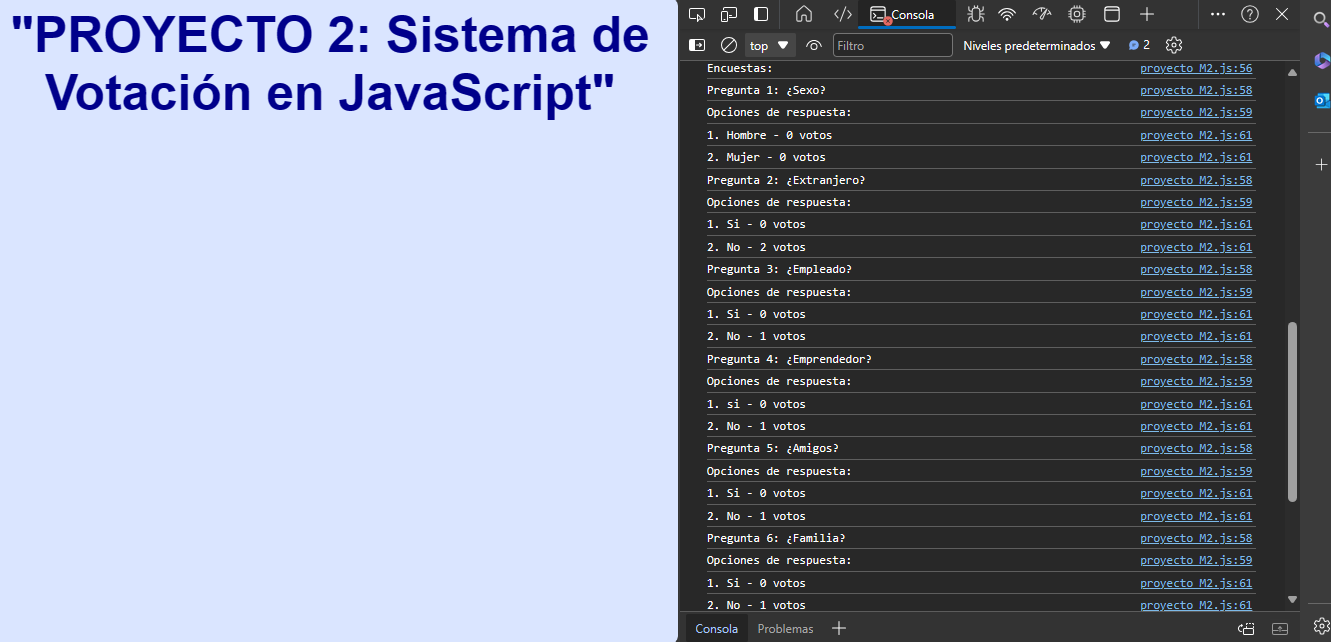 "PROYECTO 2: Sistema de
Votación en JavaScript"
Consola
top
Filtro
Niveles predeterminados
2
Encuestas: proyecto M2.js:56
Pregunta 1: ¿Sexo? proyecto M2.js:58
Opciones de respuesta: proyecto M2.js:59
1. Hombre - 0 votos proyecto M2.js:61
2. Mujer - 0 votos proyecto M2.js:61
Pregunta 2: ¿Extranjero? proyecto M2.js:58
Opciones de respuesta: proyecto M2.js:59
1. Si - 0 votos proyecto M2.js:61
2. No - 2 votos proyecto M2.js:61
Pregunta 3: ¿Empleado? proyecto M2.js:58
Opciones de respuesta: proyecto M2.js:59
1. Si - 0 votos proyecto M2.js:61
2. No - 1 votos proyecto M2.js:61
Pregunta 4: ¿Emprendedor? proyecto M2.js:58
Opciones de respuesta: proyecto M2.js:59
1. si - 0 votos proyecto M2.js:61
2. No - 1 votos proyecto M2.js:61
Pregunta 5: ¿Amigos? proyecto M2.js:58
Opciones de respuesta: proyecto M2.js:59
1. Si - 0 votos proyecto M2.js:61
2. No - 1 votos proyecto M2.js:61
Pregunta 6: ¿Familia? proyecto M2.js:58
Opciones de respuesta: proyecto M2.js:59
1. Si - 0 votos proyecto M2.js:61
2. No - 1 votos proyecto M2.js:61
Consola Problemas